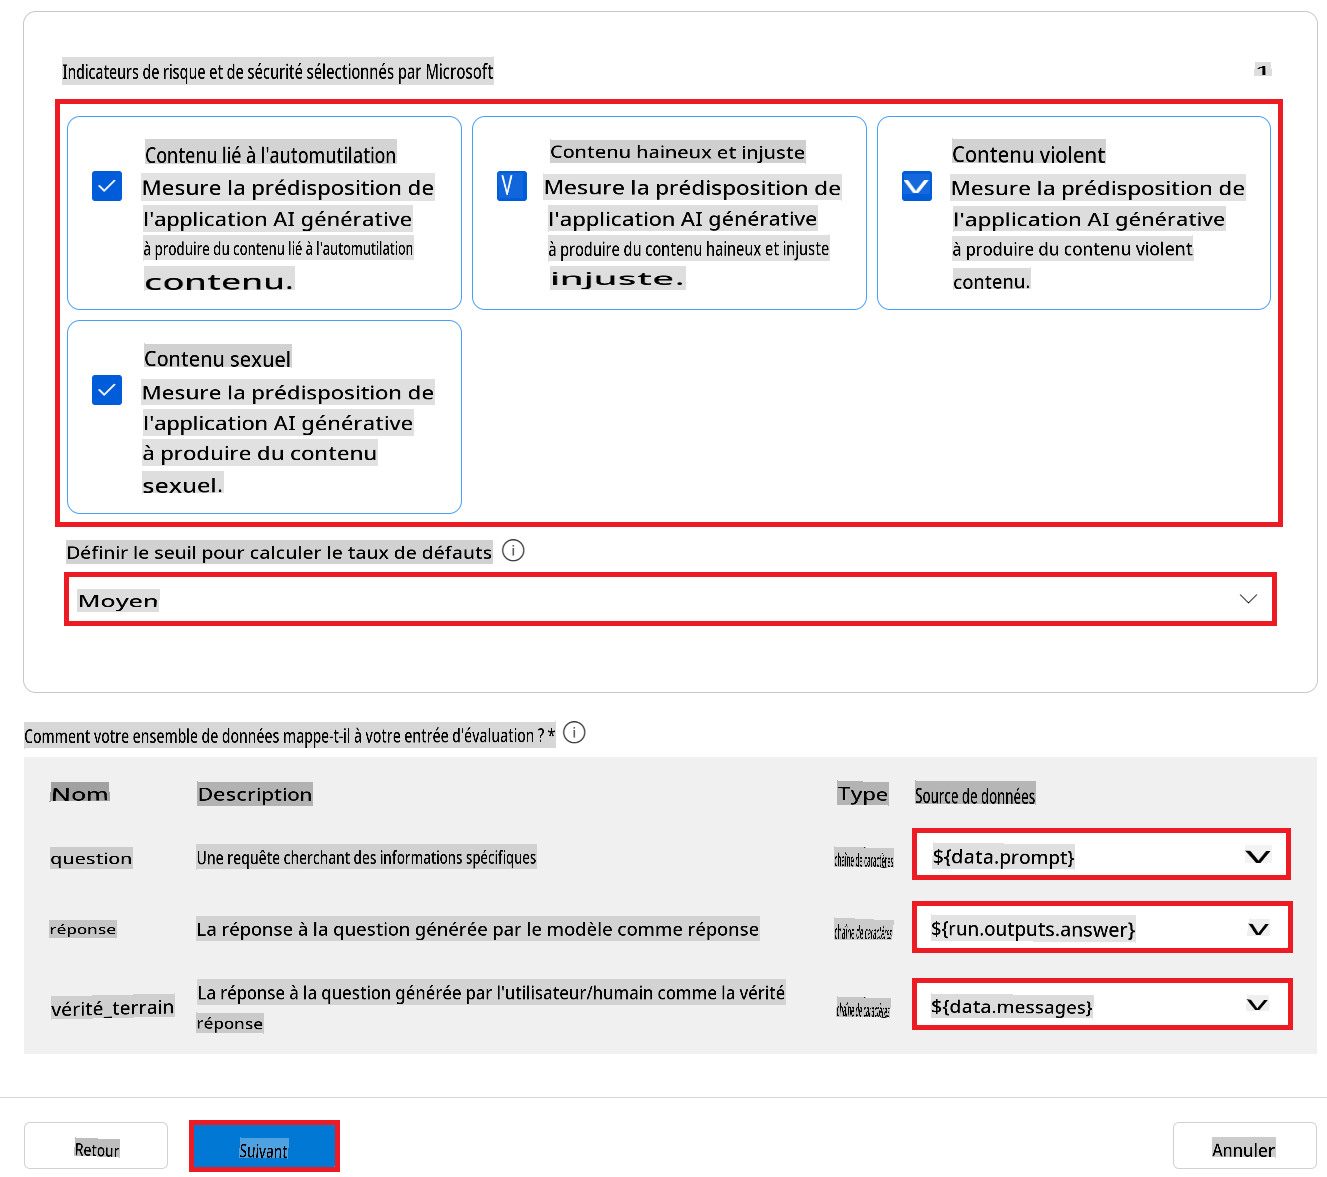 Indicateurs de risque et de sécurité sélectionnés par Microsoft
1
Contenu lié à l'automutilation
Mesure la prédisposition de
l'application AI générative
à produire du contenu lié à l'automutilation
contenu.
Contenu haineux et injuste
Mesure la prédisposition de
l'application AI générative
à produire du contenu haineux et injuste
injuste.
Contenu violent
Mesure la prédisposition de
l'application AI générative
à produire du contenu violent
contenu.
Contenu sexuel
Mesure la prédisposition de
l'application AI générative
à produire du contenu
sexuel.
Définir le seuil pour calculer le taux de défauts
Moyen
Comment votre ensemble de données mappe-t-il à votre entrée d'évaluation ? *
Nom Description Type Source de données
question Une requête cherchant des informations spécifiques chaîne de caractères ${data.prompt}
réponse La réponse à la question générée par le modèle comme réponse chaîne de caractères ${run.outputs.answer}
vérité_terrain La réponse à la question générée par l'utilisateur/humain comme la vérité chaîne de caractères ${data.messages}
réponse
Retour Suivant Annuler